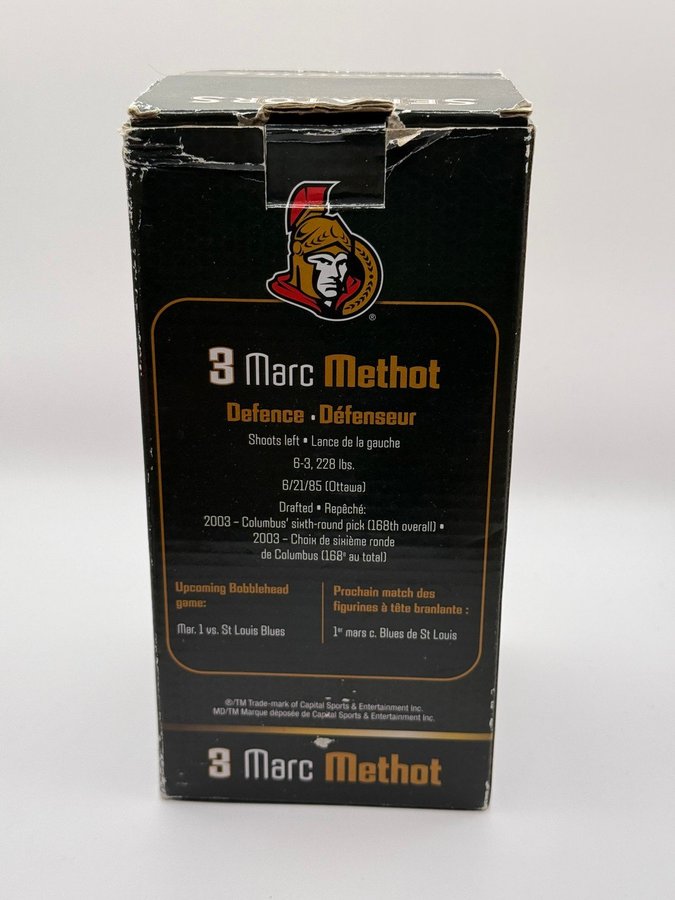 SENATORS
®
3 Marc Methot
Defence • Défenseur
Shoots left • Lance de la gauche
6-3, 228 lbs.
6/21/85 (Ottawa)
Drafted • Repêché:
2003 – Columbus' sixth-round pick (168th overall) •
2003 – Choix de sixième ronde
de Columbus (168e au total)
Upcoming Bobblehead
game:
Mar. 1 vs. St Louis Blues
Prochain match des
figurines à tête branlante :
1er mars c. Blues de St Louis
®/TM Trade-mark of Capital Sports & Entertainment Inc.
MD/TM Marque déposée de Capital Sports & Entertainment Inc.
3 Marc Methot